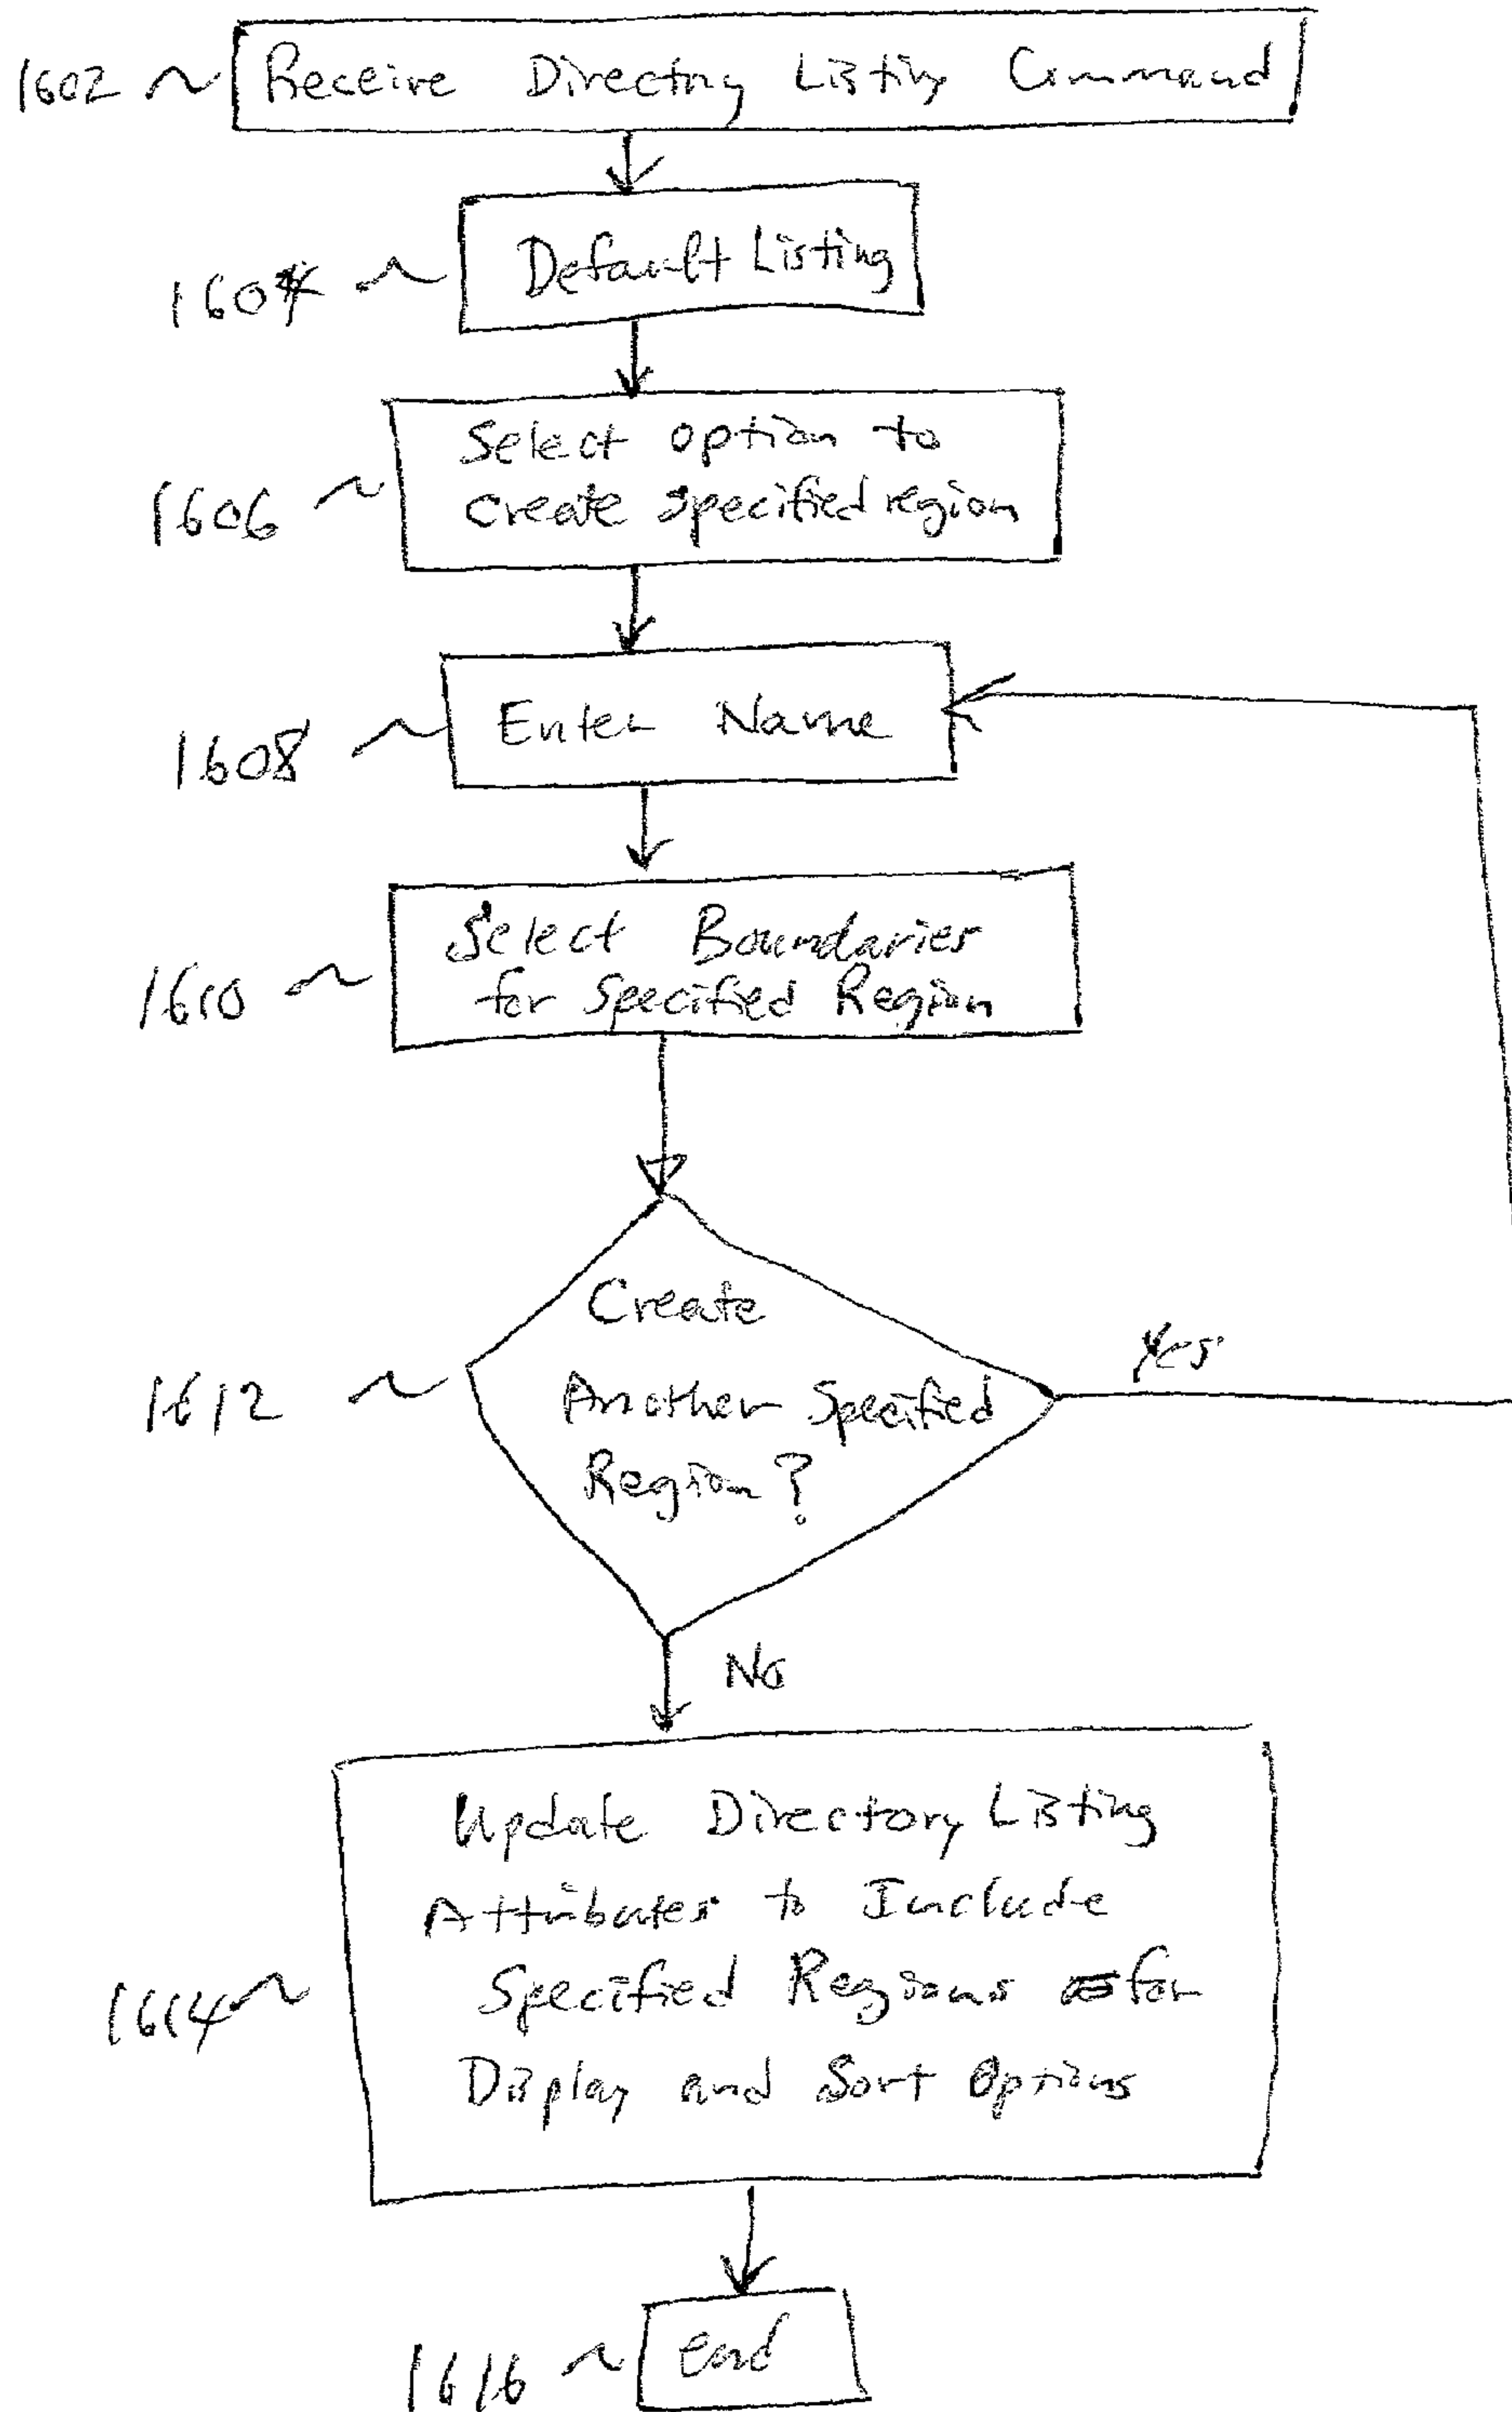 1602 Receive Directory Listing Command
1604 Default Listing
Select option to
1606 create specified region
1608 Enter Name
Select Boundaries
1610 for Specified Region
Create
1612 Another Specified Yes
Region?
No
Update Directory Listing
Attributes to Include
1614 Specified Regions for
Display and Sort Options
1616 End